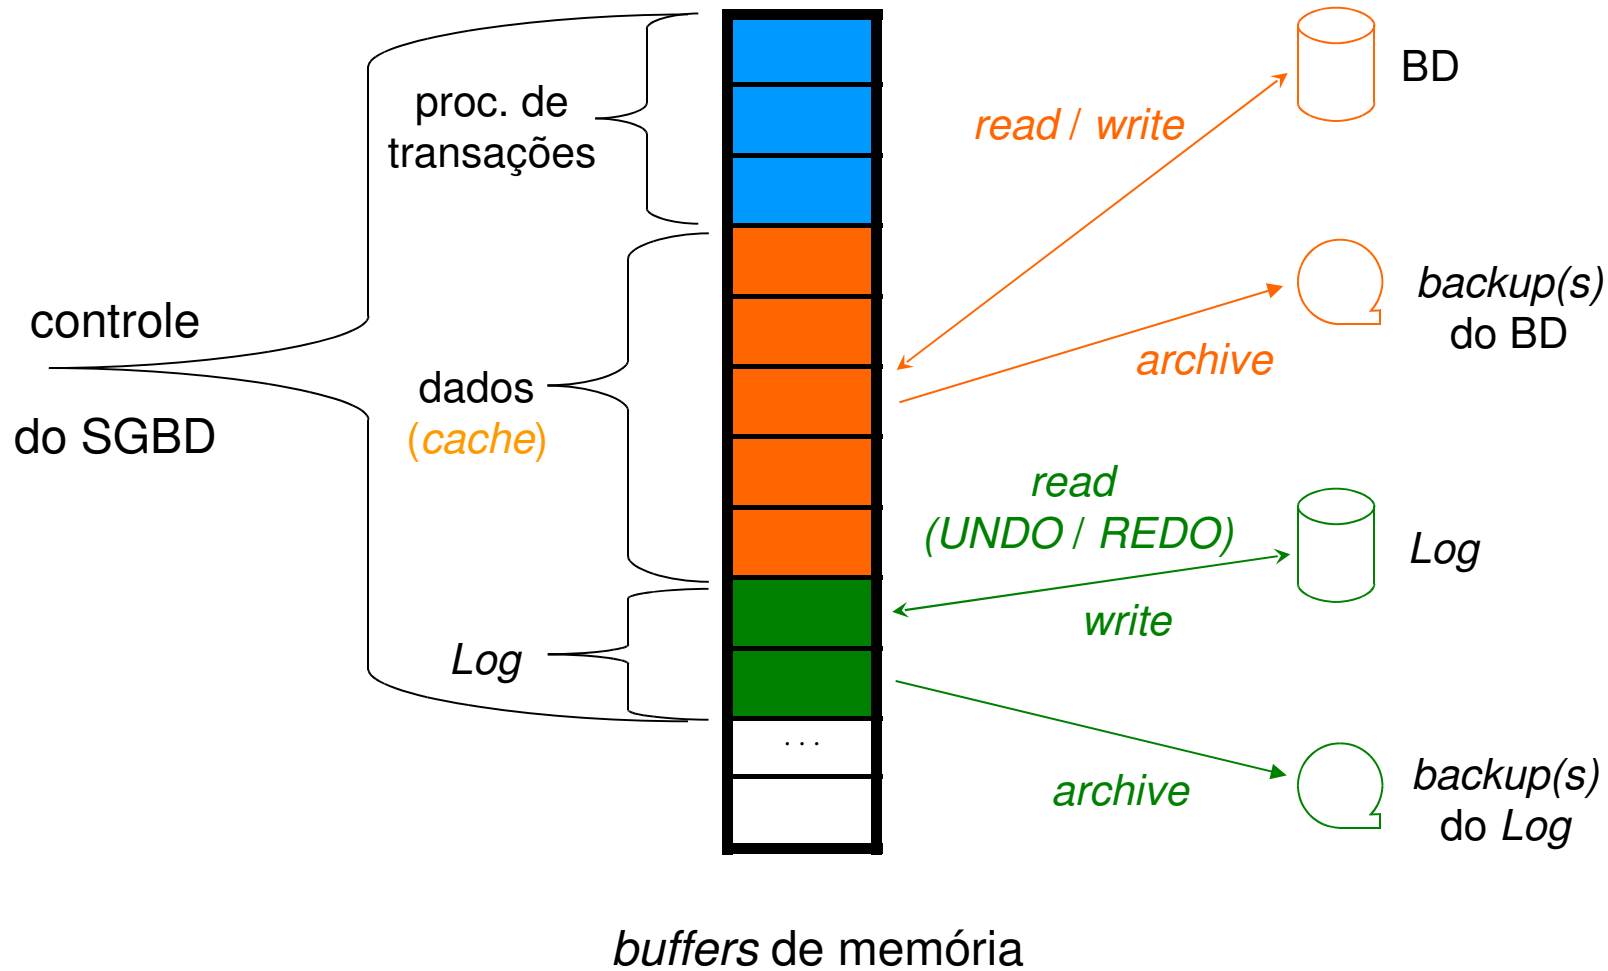 BD
proc. de
transações
read / write
backup(s)
do BD
controle
archive
dados
(cache)
do SGBD
read
(UNDO / REDO)
Log
write
Log
. . .
backup(s)
do Log
archive
buffers de memória